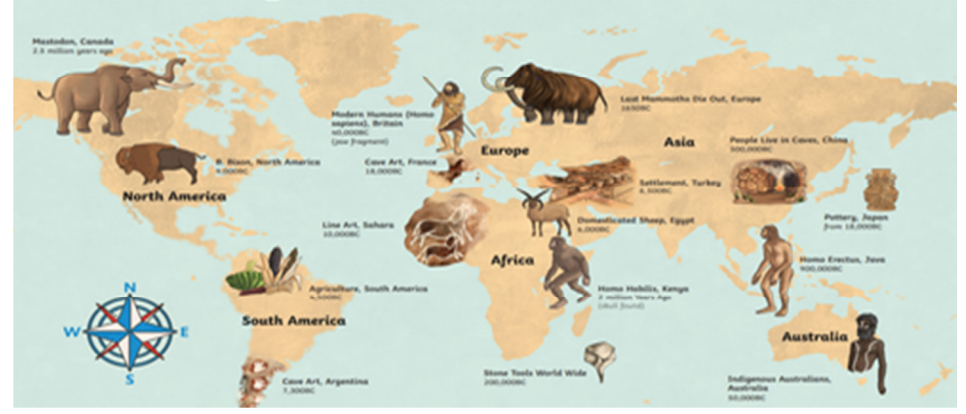 Mastodon, Canada
2.5 million years ago
Modern Humans (Homo
sapiens), Britain
40,000BC
(jaw fragment)
Last Mammoths Die Out, Europe
1650BC
Cave Art, France
18,000BC
Europe
Asia
People Live in Caves, China
500,000BC
B. Bison, North America
9,000BC
North America
Settlement, Turkey
6,500BC
Pottery, Japan
from 10,000BC
Line Art, Sahara
10,000BC
Domesticated Sheep, Egypt
6,000BC
Africa
Homo Erectus, Java
900,000BC
Agriculture, South America
4,500BC
Homo Habilis, Kenya
2 million Years Ago
(skull found)
N
W
E
S
South America
Australia
Stone Tools World Wide
200,000BC
Cave Art, Argentina
7,300BC
Indigenous Australians,
Australia
50,000BC